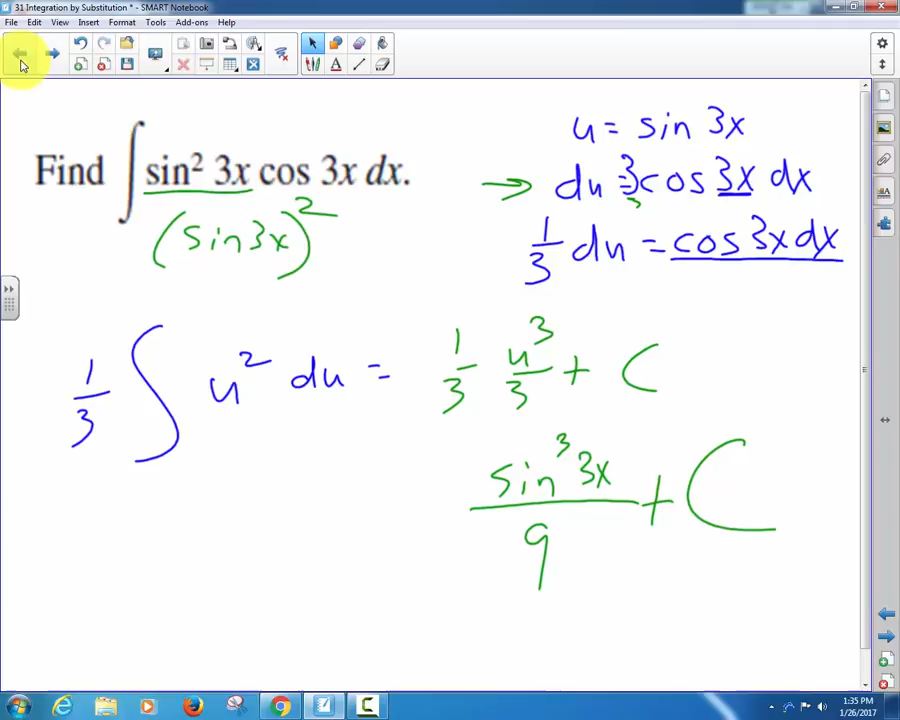 31 Integration by Substitution * - SMART Notebook
File Edit View Insert Format Tools Add-ons Help
Find ∫ sin² 3x cos 3x dx.
(sin3x)²
u = sin 3x
→ du = 3cos 3x dx
1/3 du = cos 3x dx
1/3 ∫ u² du = 1/3 u³/3 + C
sin³ 3x / 9 + C
1:35 PM
1/26/2017